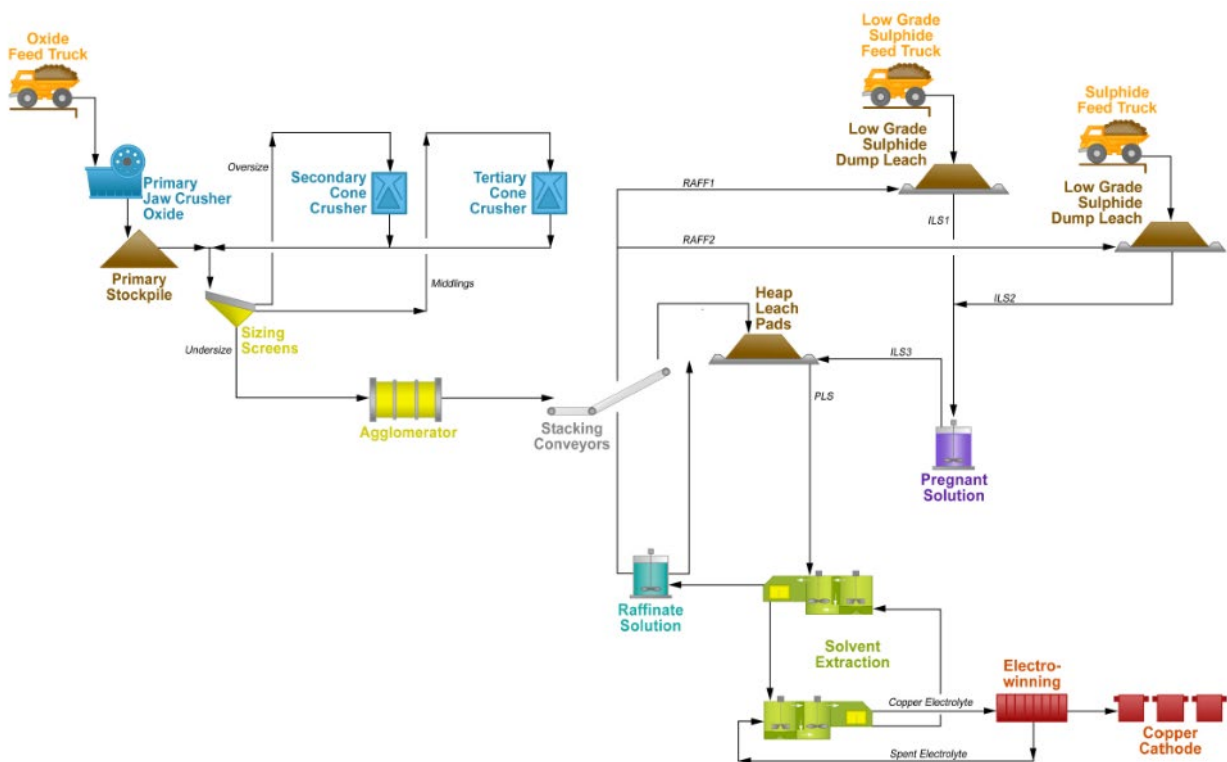 Oxide
Feed Truck
Low Grade
Sulphide
Feed Truck
Sulphide
Feed Truck
Primary
Jaw Crusher
Oxide
Oversize
Secondary
Cone
Crusher
Tertiary
Cone
Crusher
Low Grade
Sulphide
Dump Leach
Low Grade
Sulphide
Dump Leach
RAFF1
ILS1
RAFF2
Primary
Stockpile
Middlings
ILS2
Sizing
Screens
Undersize
Heap
Leach
Pads
ILS3
PLS
Agglomerator
Stacking
Conveyors
Pregnant
Solution
Raffinate
Solution
Solvent
Extraction
Electro-
winning
Copper Electrolyte
Spent Electrolyte
Copper
Cathode